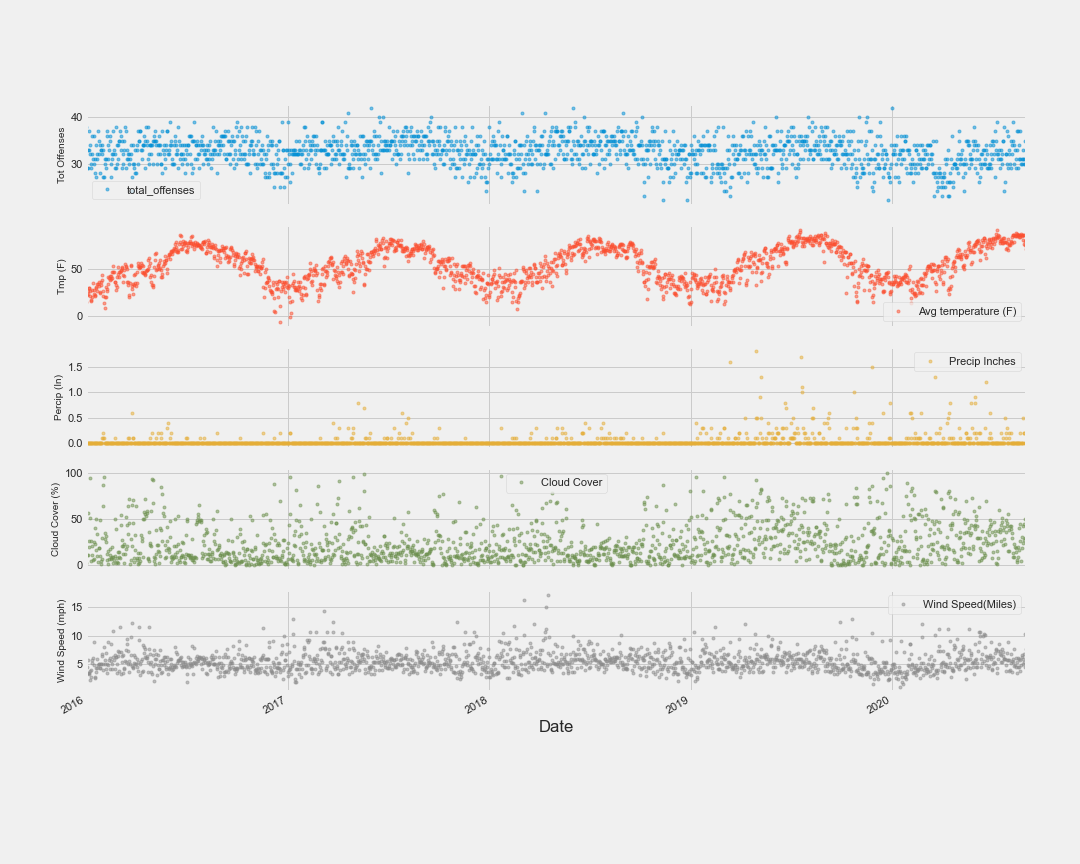 Tot Offenses
40
30
total_offenses
Tmp (F)
50
0
Avg temperature (F)
Percip (In)
1.5
1.0
0.5
0.0
Precip Inches
Cloud Cover (%)
100
50
0
Cloud Cover
Wind Speed (mph)
15
10
5
Wind Speed(Miles)
2016
2017
2018
2019
2020
Date